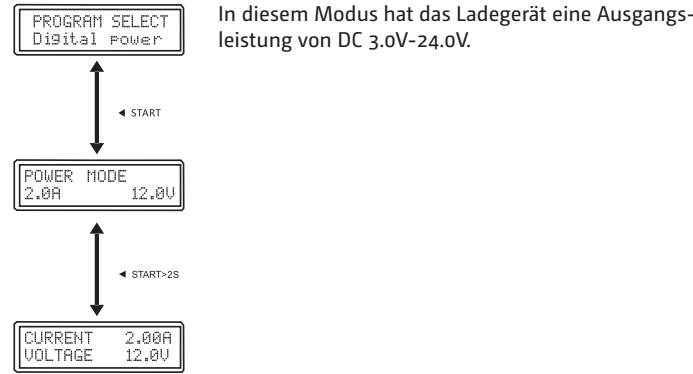 PROGRAM SELECT
Digital power
In diesem Modus hat das Ladegerät eine Ausgangs-
leistung von DC 3.0V-24.0V.
◄ START
POWER MODE
2.0A 12.0V
◄ START>2S
CURRENT 2.00A
VOLTAGE 12.0V